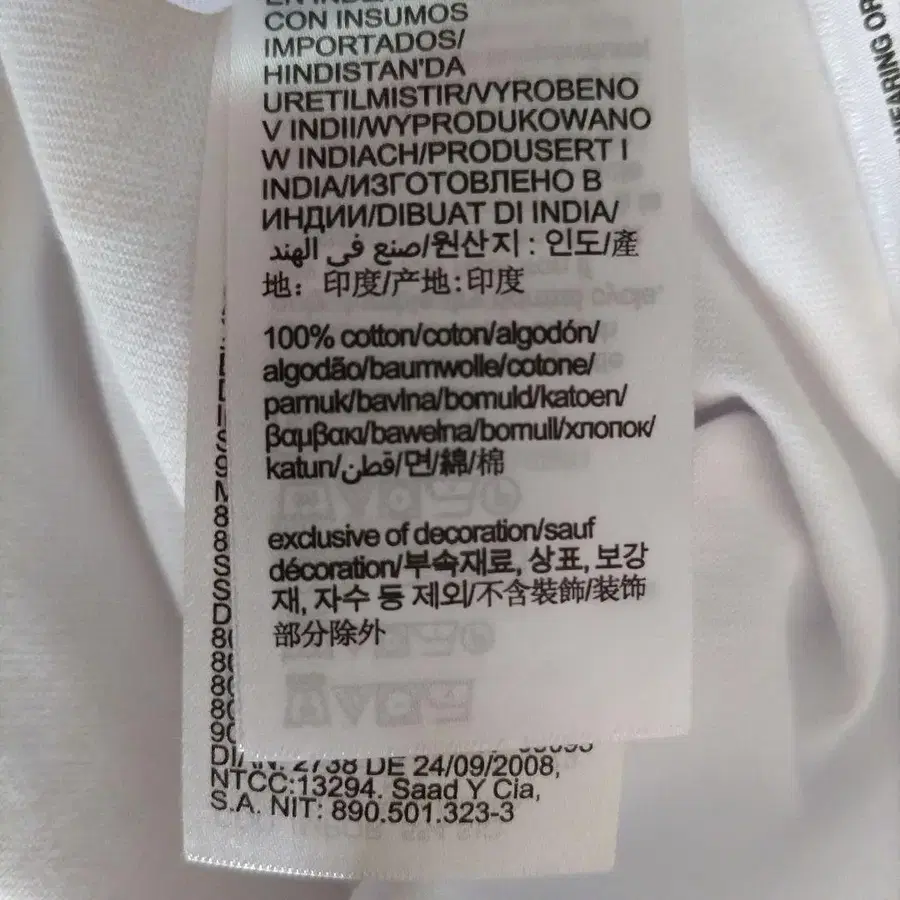 CON INSUMOS
IMPORTADOS/
HINDISTAN'DA
URETILMISTIR/VYROBENO
V INDII/WYPRODUKOWANO
W INDIACH/PRODUSERT I
INDIA/ИЗГОТОВЛЕНО В
ИНДИИ/DIBUAT DI INDIA/
صنع في الهند/원산지 : 인도/產
地： 印度/产地:印度
100% cotton/coton/algodón/
algodão/baumwolle/cotone/
pamuk/bavlna/bomuld/katoen/
βαμβακι/bawełna/bomull/хлопок/
katun/قطن/면/綿/棉
exclusive of decoration/sauf
décoration/부속재료, 상표, 보강
재, 자수 등 제외/不含裝飾/装饰
部分除外
2738 DE 24/09/2008,
NTCC:13294. Saad Y Cia,
S.A. NIT: 890.501.323-3
WEARING OR